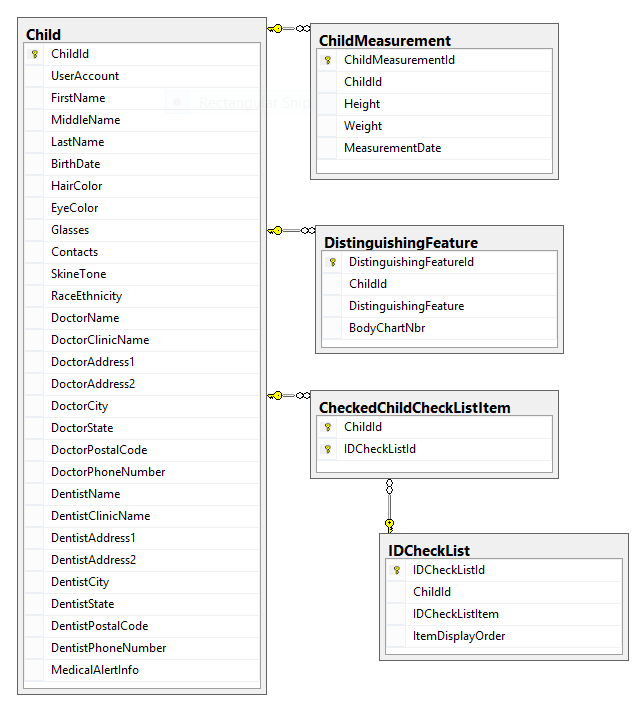 Child
ChildId
UserAccount
FirstName
MiddleName
LastName
BirthDate
HairColor
EyeColor
Glasses
Contacts
SkineTone
RaceEthnicity
DoctorName
DoctorClinicName
DoctorAddress1
DoctorAddress2
DoctorCity
DoctorState
DoctorPostalCode
DoctorPhoneNumber
DentistName
DentistClinicName
DentistAddress1
DentistAddress2
DentistCity
DentistState
DentistPostalCode
DentistPhoneNumber
MedicalAlertInfo
Rectangular Snip
ChildMeasurement
ChildMeasurementId
ChildId
Height
Weight
MeasurementDate
DistinguishingFeature
DistinguishingFeatureId
ChildId
DistinguishingFeature
BodyChartNbr
CheckedChildCheckListItem
ChildId
IDCheckListId
IDCheckList
IDCheckListId
ChildId
IDCheckListItem
ItemDisplayOrder